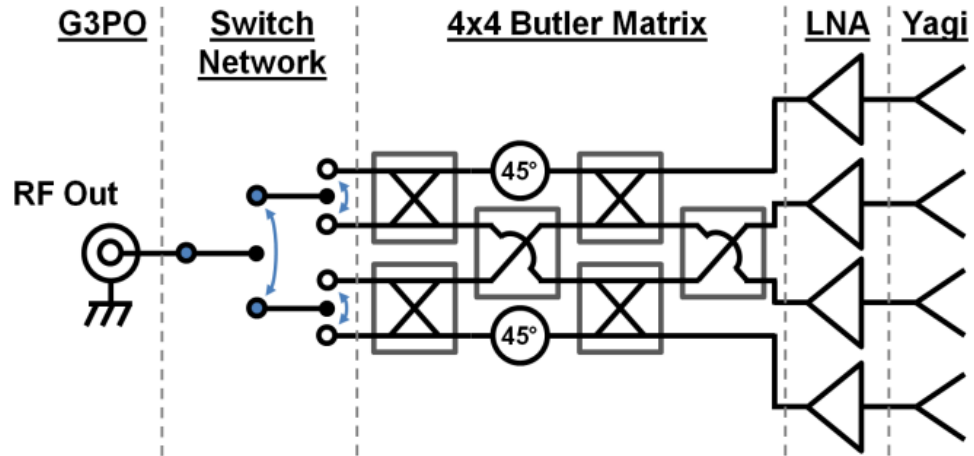 G3PO
Switch
Network
4x4 Butler Matrix
LNA
Yagi
RF Out
45°
45°